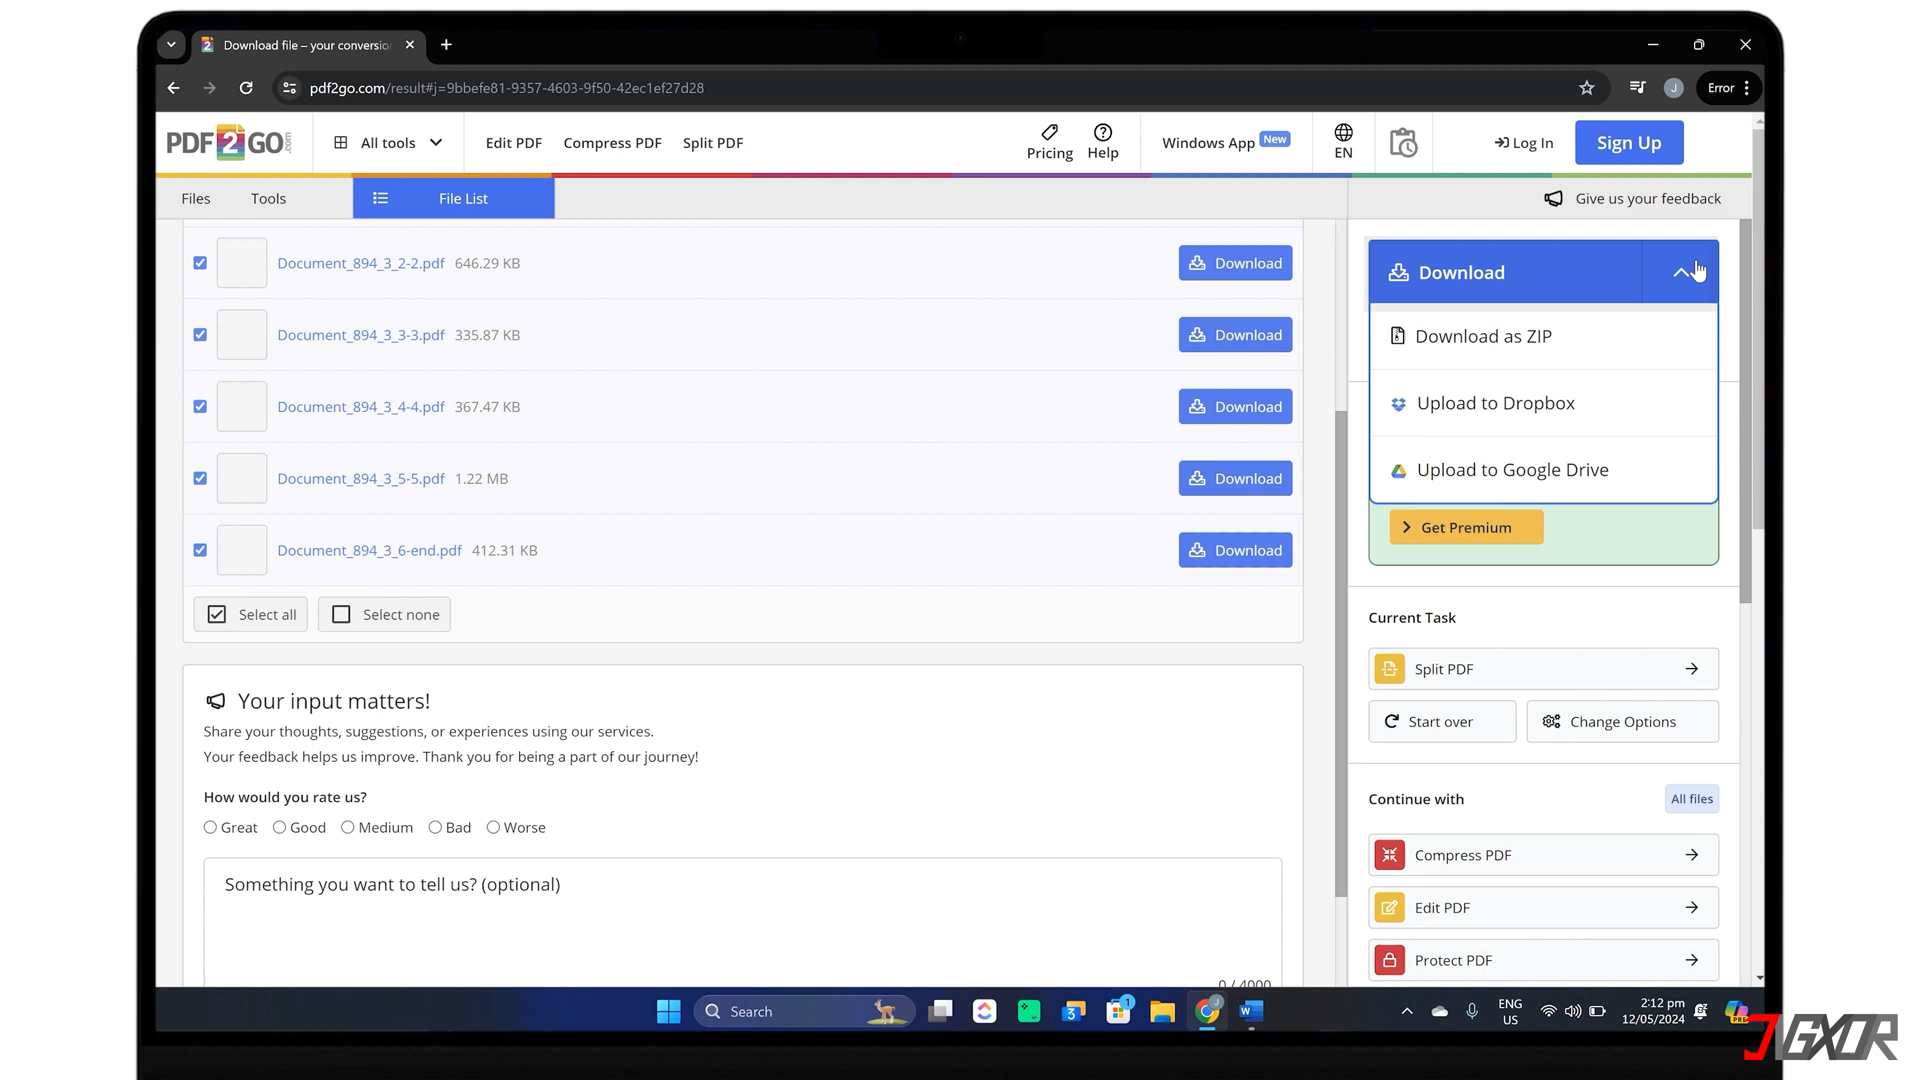 Download file – your conversio
pdf2go.com/result#j=9bbefe81-9357-4603-9f50-42ec1ef27d28
Error
PDF2GO.com
All tools
Edit PDF
Compress PDF
Split PDF
Pricing
Help
Windows App New
EN
Log In
Sign Up
Files
Tools
File List
Give us your feedback
Document_894_3_2-2.pdf 646.29 KB
Download
Document_894_3_3-3.pdf 335.87 KB
Download
Document_894_3_4-4.pdf 367.47 KB
Download
Document_894_3_5-5.pdf 1.22 MB
Download
Document_894_3_6-end.pdf 412.31 KB
Download
Select all
Select none
Your input matters!
Share your thoughts, suggestions, or experiences using our services.
Your feedback helps us improve. Thank you for being a part of our journey!
How would you rate us?
Great Good Medium Bad Worse
Something you want to tell us? (optional)
0 / 4000
Download
Download as ZIP
Upload to Dropbox
Upload to Google Drive
Get Premium
Current Task
Split PDF
Start over
Change Options
Continue with
All files
Compress PDF
Edit PDF
Protect PDF
Search
ENG
US
2:12 pm
12/05/2024
JGXOR